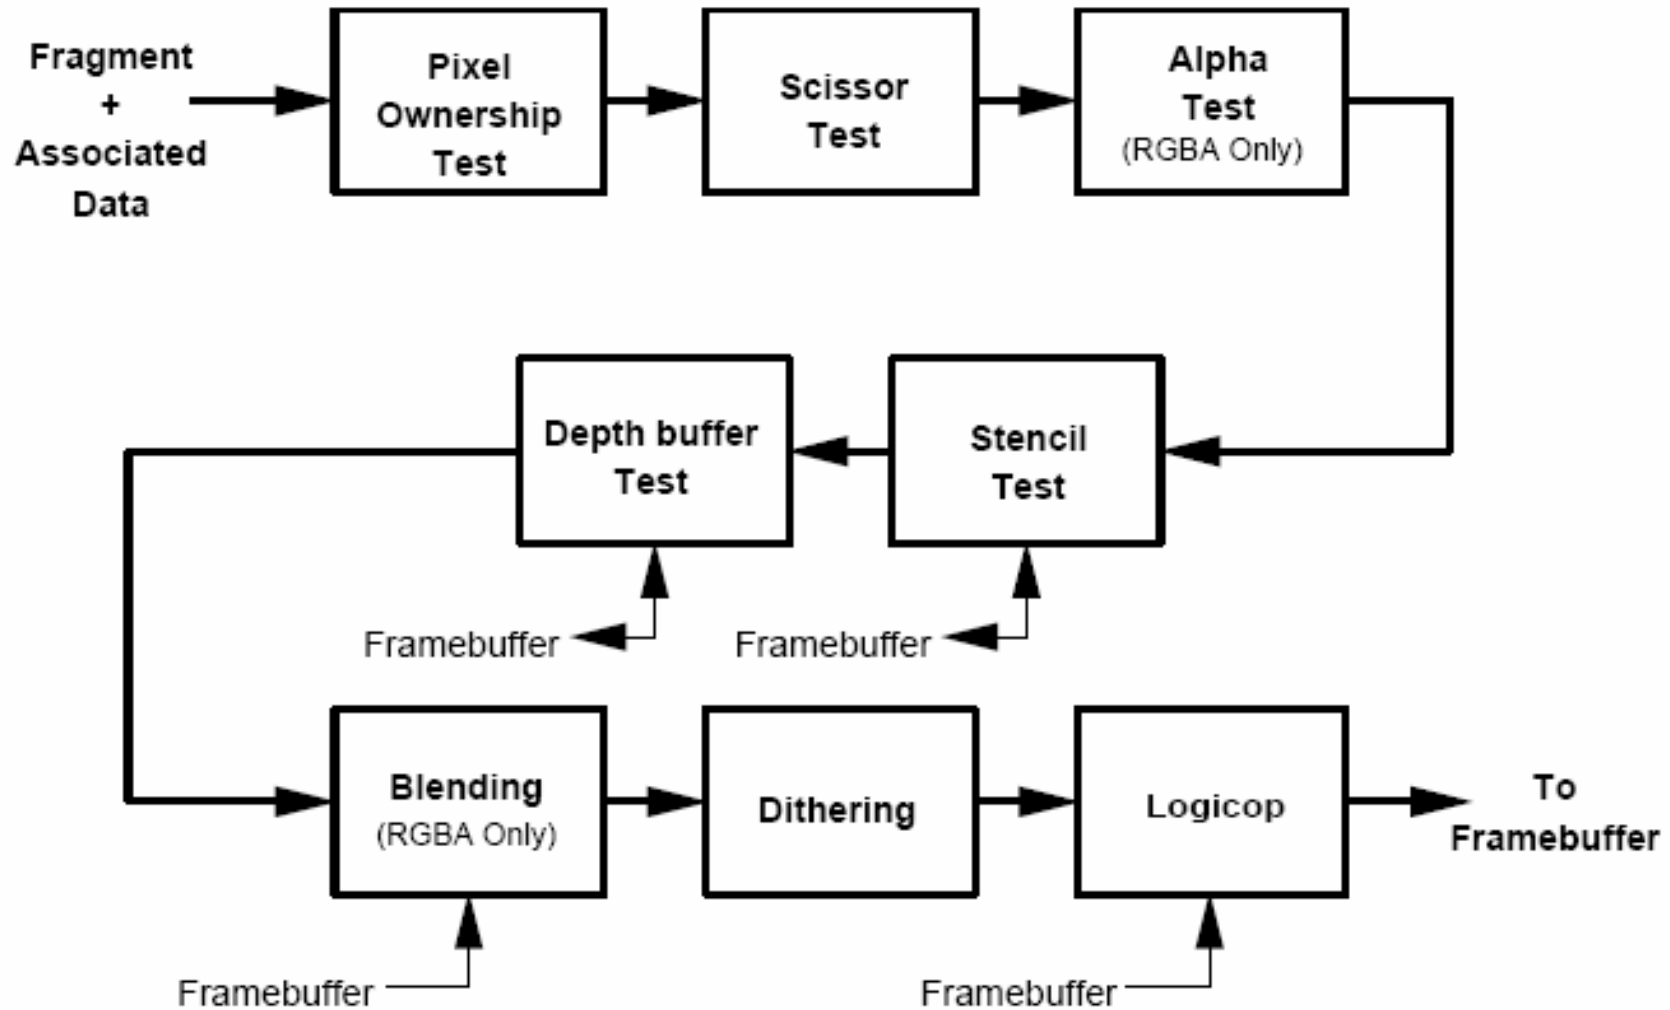 Fragment
+
Associated
Data
Pixel
Ownership
Test
Scissor
Test
Alpha
Test
(RGBA Only)
Depth buffer
Test
Stencil
Test
Framebuffer
Framebuffer
Blending
(RGBA Only)
Dithering
Logicop
To
Framebuffer
Framebuffer
Framebuffer